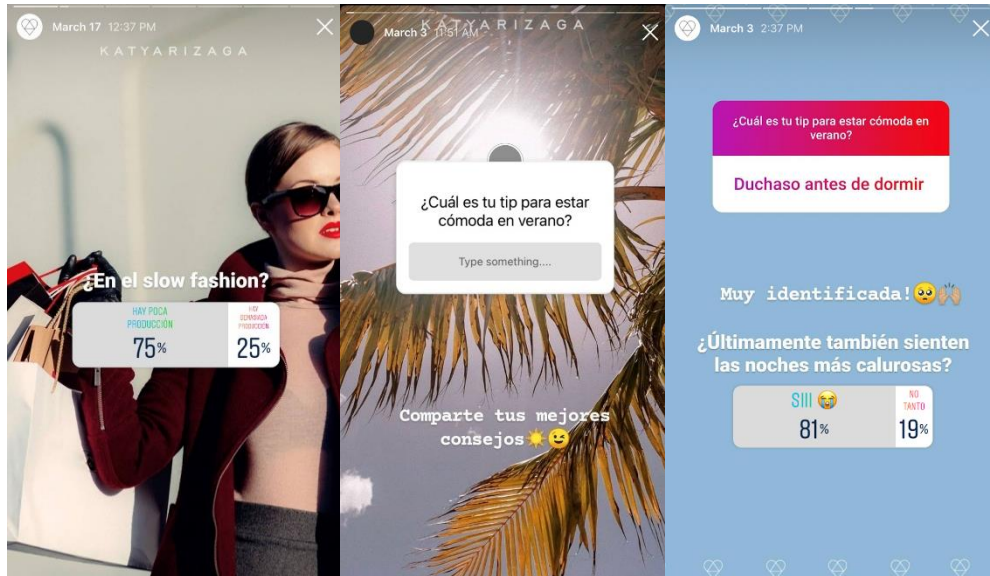 March 17 12:37 PM
KATYARIZAGA
¿En el slow fashion?
HAY POCA
PRODUCCIÓN
75%
HAY
DEMASIADA
PRODUCCIÓN
25%
March 3 11:51 AM
KATYARIZAGA
¿Cuál es tu tip para estar
cómoda en verano?
Type something....
Comparte tus mejores
consejos☀️😉
March 3 2:37 PM
¿Cuál es tu tip para estar cómoda en
verano?
Duchaso antes de dormir
Muy identificada!🥺🙌🏼
¿Últimamente también sienten
las noches más calurosas?
SIII 😭
81%
NO
TANTO
19%